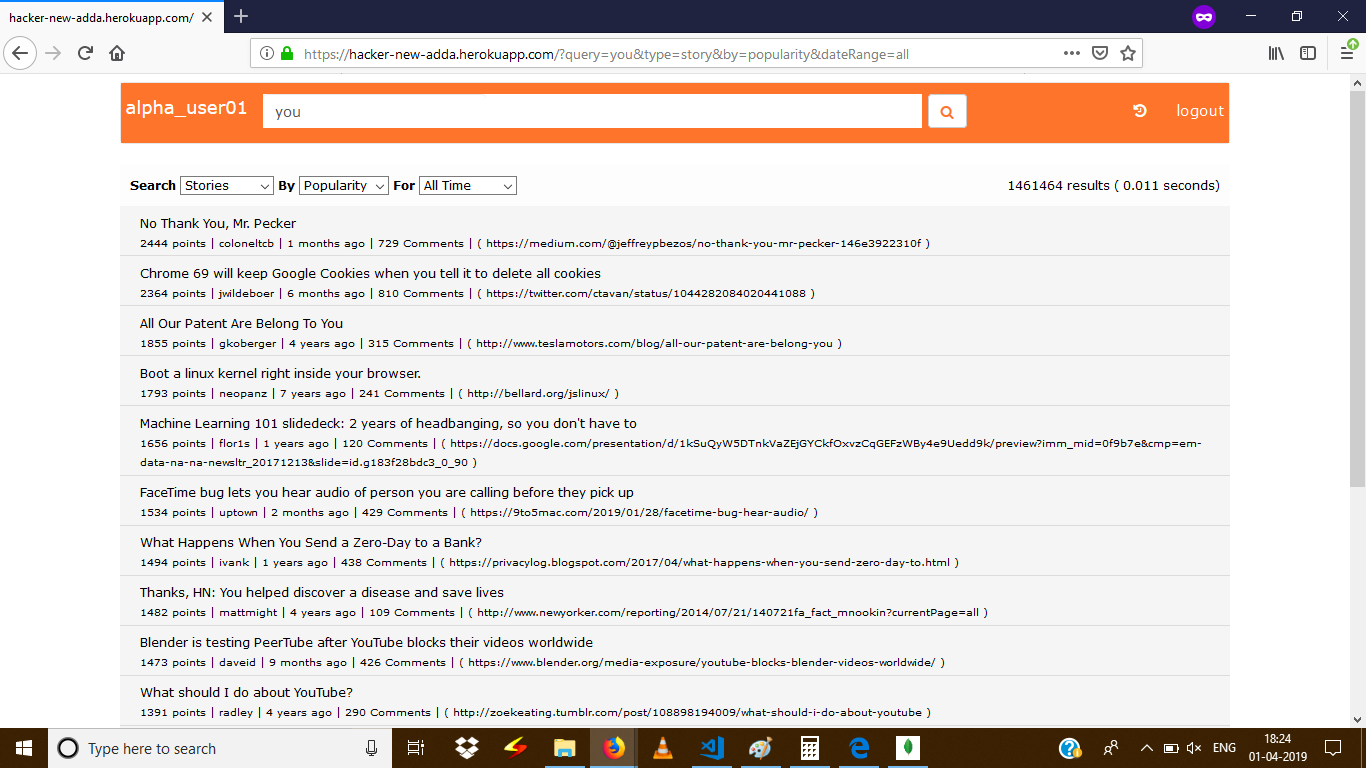 hacker-new-adda.herokuapp.com/
https://hacker-new-adda.herokuapp.com/?query=you&type=story&by=popularity&dateRange=all
alpha_user01 you logout
Search Stories By Popularity For All Time 1461464 results ( 0.011 seconds)
No Thank You, Mr. Pecker
2444 points | coloneltcb | 1 months ago | 729 Comments | ( https://medium.com/@jeffreypbezos/no-thank-you-mr-pecker-146e3922310f )
Chrome 69 will keep Google Cookies when you tell it to delete all cookies
2364 points | jwildeboer | 6 months ago | 810 Comments | ( https://twitter.com/ctavan/status/1044282084020441088 )
All Our Patent Are Belong To You
1855 points | gkoberger | 4 years ago | 315 Comments | ( http://www.teslamotors.com/blog/all-our-patent-are-belong-you )
Boot a linux kernel right inside your browser.
1793 points | neopanz | 7 years ago | 241 Comments | ( http://bellard.org/jslinux/ )
Machine Learning 101 slidedeck: 2 years of headbanging, so you don't have to
1656 points | flor1s | 1 years ago | 120 Comments | ( https://docs.google.com/presentation/d/1kSuQyW5DTnkVaZEjGYCkfOxvzCqGEFzWBy4e9Uedd9k/preview?imm_mid=0f9b7e&cmp=em-
data-na-na-newsltr_20171213&slide=id.g183f28bdc3_0_90 )
FaceTime bug lets you hear audio of person you are calling before they pick up
1534 points | uptown | 2 months ago | 429 Comments | ( https://9to5mac.com/2019/01/28/facetime-bug-hear-audio/ )
What Happens When You Send a Zero-Day to a Bank?
1494 points | ivank | 1 years ago | 438 Comments | ( https://privacylog.blogspot.com/2017/04/what-happens-when-you-send-zero-day-to.html )
Thanks, HN: You helped discover a disease and save lives
1482 points | mattmight | 4 years ago | 109 Comments | ( http://www.newyorker.com/reporting/2014/07/21/140721fa_fact_mnookin?currentPage=all )
Blender is testing PeerTube after YouTube blocks their videos worldwide
1473 points | daveid | 9 months ago | 426 Comments | ( https://www.blender.org/media-exposure/youtube-blocks-blender-videos-worldwide/ )
What should I do about YouTube?
1391 points | radley | 4 years ago | 290 Comments | ( http://zoekeating.tumblr.com/post/108898194009/what-should-i-do-about-youtube )
Type here to search ENG 18:24
01-04-2019